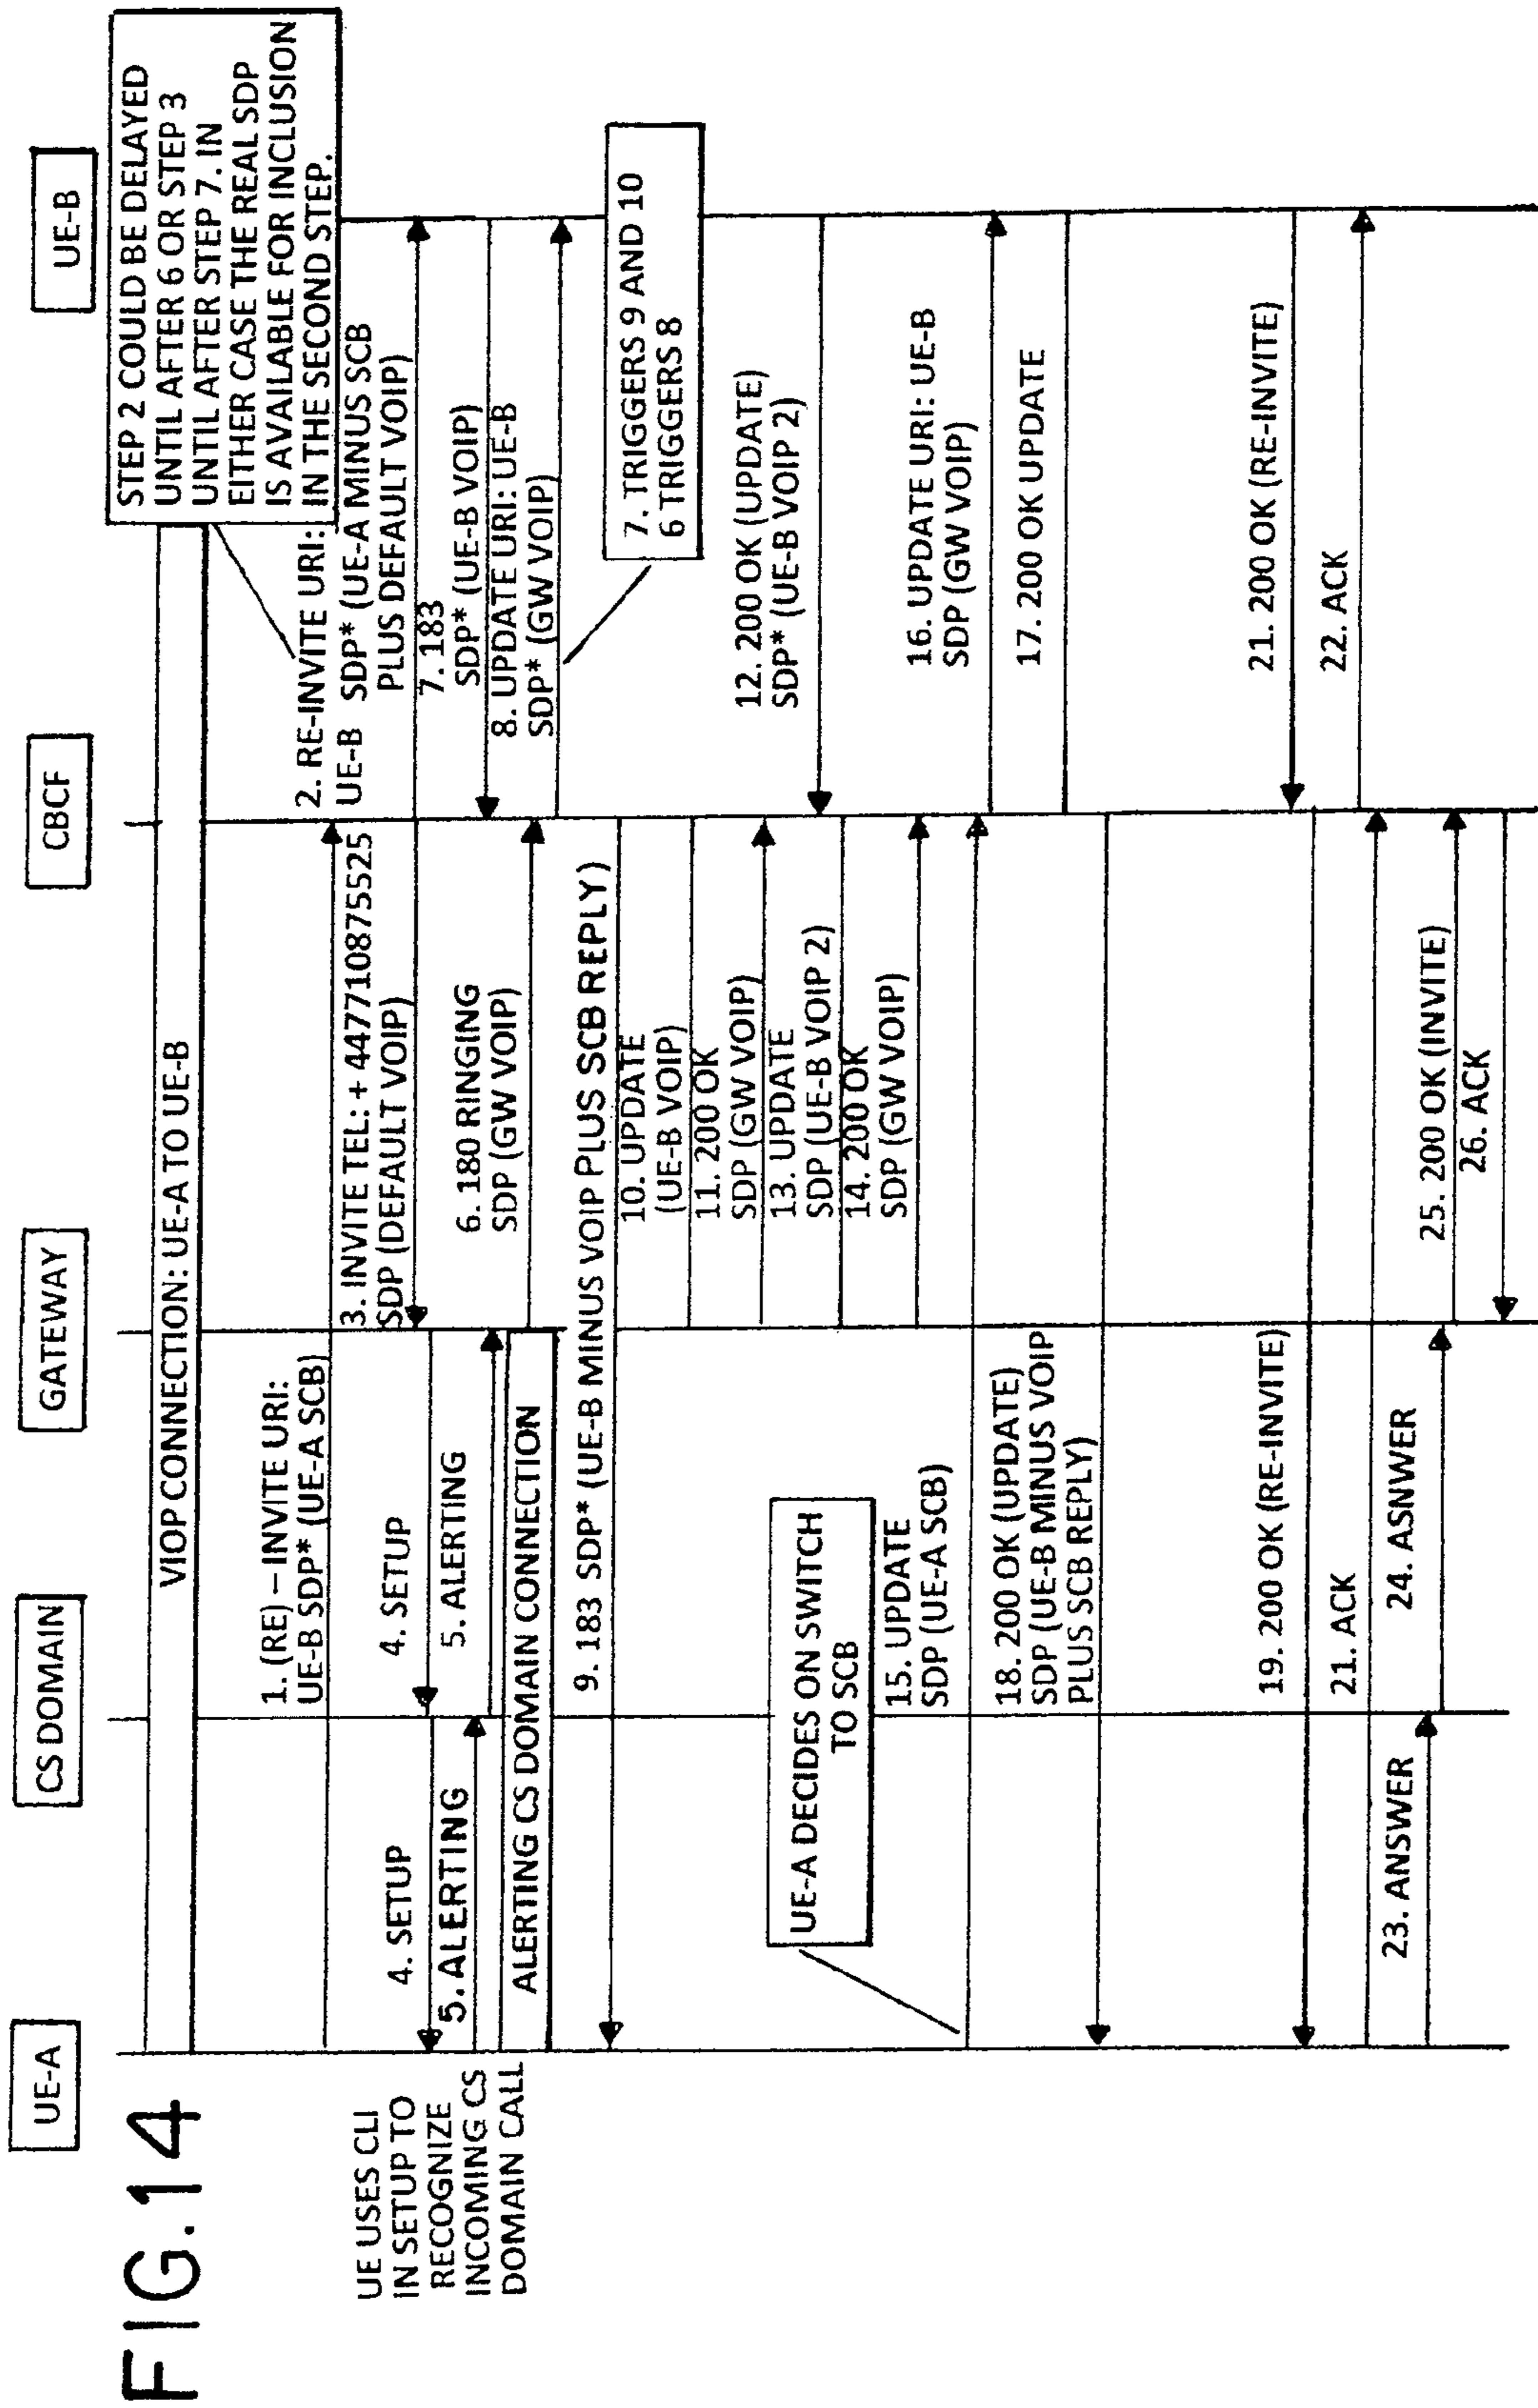 FIG.14
UE-A
CS DOMAIN
GATEWAY
CBCF
UE-B
VIOP CONNECTION: UE-A TO UE-B
STEP 2 COULD BE DELAYED
UNTIL AFTER 6 OR STEP 3
UNTIL AFTER STEP 7. IN
EITHER CASE THE REAL SDP
IS AVAILABLE FOR INCLUSION
IN THE SECOND STEP.
1. (RE) – INVITE URI:
UE-B SDP* (UE-A SCB)
2. RE-INVITE URI:
UE-B SDP* (UE-A MINUS SCB
PLUS DEFAULT VOIP)
3. INVITE TEL: + 447710875525
SDP (DEFAULT VOIP)
UE USES CLI
IN SETUP TO
RECOGNIZE
INCOMING CS
DOMAIN CALL
4. SETUP
4. SETUP
5. ALERTING
5. ALERTING
6. 180 RINGING
SDP (GW VOIP)
7. 183
SDP* (UE-B VOIP)
8. UPDATE URI: UE-B
SDP* (GW VOIP)
ALERTING CS DOMAIN CONNECTION
7. TRIGGERS 9 AND 10
6 TRIGGERS 8
9. 183 SDP* (UE-B MINUS VOIP PLUS SCB REPLY)
10. UPDATE
(UE-B VOIP)
11. 200 OK
SDP (GW VOIP)
12. 200 OK (UPDATE)
SDP* (UE-B VOIP 2)
13. UPDATE
SDP (UE-B VOIP 2)
14. 200 OK
SDP (GW VOIP)
UE-A DECIDES ON SWITCH
TO SCB
15. UPDATE
SDP (UE-A SCB)
16. UPDATE URI: UE-B
SDP (GW VOIP)
17. 200 OK UPDATE
18. 200 OK (UPDATE)
SDP (UE-B MINUS VOIP
PLUS SCB REPLY)
19. 200 OK (RE-INVITE)
21. 200 OK (RE-INVITE)
21. ACK
22. ACK
23. ANSWER
24. ASNWER
25. 200 OK (INVITE)
26. ACK